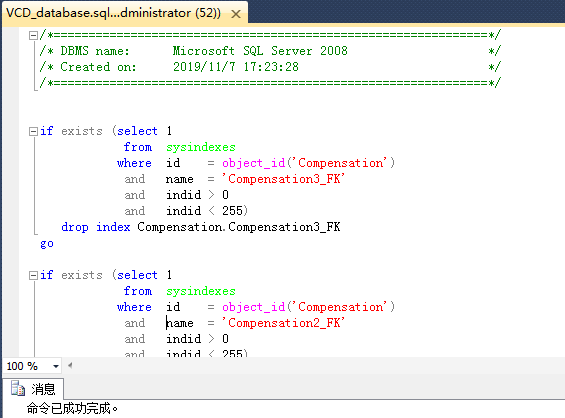 VCD_database.sql...dministrator (52))
/*==============================================================*/
/* DBMS name:      Microsoft SQL Server 2008                    */
/* Created on:     2019/11/7 17:23:28                           */
/*==============================================================*/
if exists (select 1
            from  sysindexes
           where  id    = object_id('Compensation')
            and   name  = 'Compensation3_FK'
            and   indid > 0
            and   indid < 255)
   drop index Compensation.Compensation3_FK
go
if exists (select 1
            from  sysindexes
           where  id    = object_id('Compensation')
            and   name  = 'Compensation2_FK'
            and   indid > 0
            and   indid < 255)
100 %
消息
命令已成功完成。